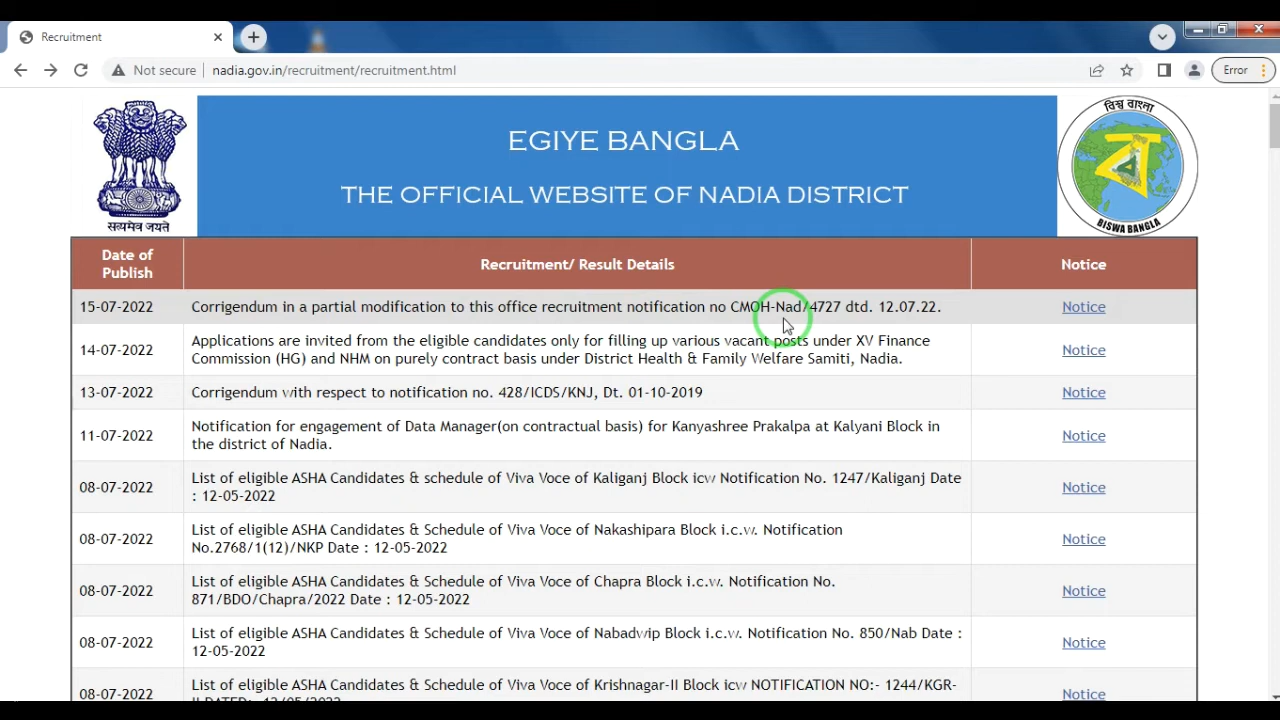 Recruitment
Not secure
nadia.gov.in/recruitment/recruitment.html
Error
सत्यमेव जयते
EGIYE BANGLA
THE OFFICIAL WEBSITE OF NADIA DISTRICT
বিশ্ব বাংলা
ব
BISWA BANGLA
Date of
Publish
Recruitment/ Result Details
Notice
15-07-2022
Corrigendum in a partial modification to this office recruitment notification no CMOH-Nad/4727 dtd. 12.07.22.
Notice
14-07-2022
Applications are invited from the eligible candidates only for filling up various vacant posts under XV Finance
Commission (HG) and NHM on purely contract basis under District Health & Family Welfare Samiti, Nadia.
Notice
13-07-2022
Corrigendum with respect to notification no. 428/ICDS/KNJ, Dt. 01-10-2019
Notice
11-07-2022
Notification for engagement of Data Manager(on contractual basis) for Kanyashree Prakalpa at Kalyani Block in
the district of Nadia.
Notice
08-07-2022
List of eligible ASHA Candidates & schedule of Viva Voce of Kaliganj Block icw Notification No. 1247/Kaliganj Date
: 12-05-2022
Notice
08-07-2022
List of eligible ASHA Candidates & Schedule of Viva Voce of Nakashipara Block i.c.w. Notification
No.2768/1(12)/NKP Date : 12-05-2022
Notice
08-07-2022
List of eligible ASHA Candidates & Schedule of Viva Voce of Chapra Block i.c.w. Notification No.
871/BDO/Chapra/2022 Date : 12-05-2022
Notice
08-07-2022
List of eligible ASHA Candidates & Schedule of Viva Voce of Nabadwip Block i.c.w. Notification No. 850/Nab Date :
12-05-2022
Notice
08-07-2022
List of eligible ASHA Candidates & Schedule of Viva Voce of Krishnagar-II Block icw NOTIFICATION NO:- 1244/KGR-
Notice